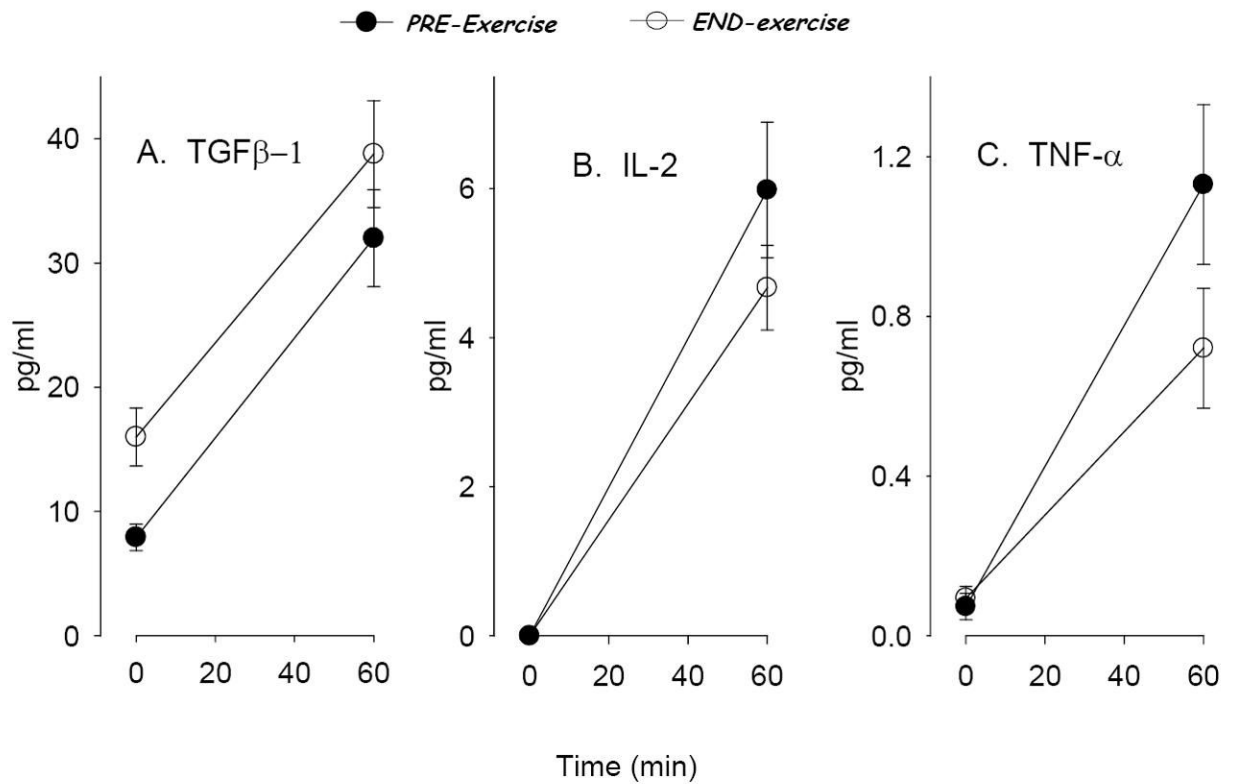 PRE-Exercise END-exercise
A. TGFβ–1
40
30
20
10
0
pg/ml
0 20 40 60
B. IL-2
6
4
2
0
pg/ml
0 20 40 60
C. TNF-α
1.2
0.8
0.4
0.0
pg/ml
0 20 40 60
Time (min)